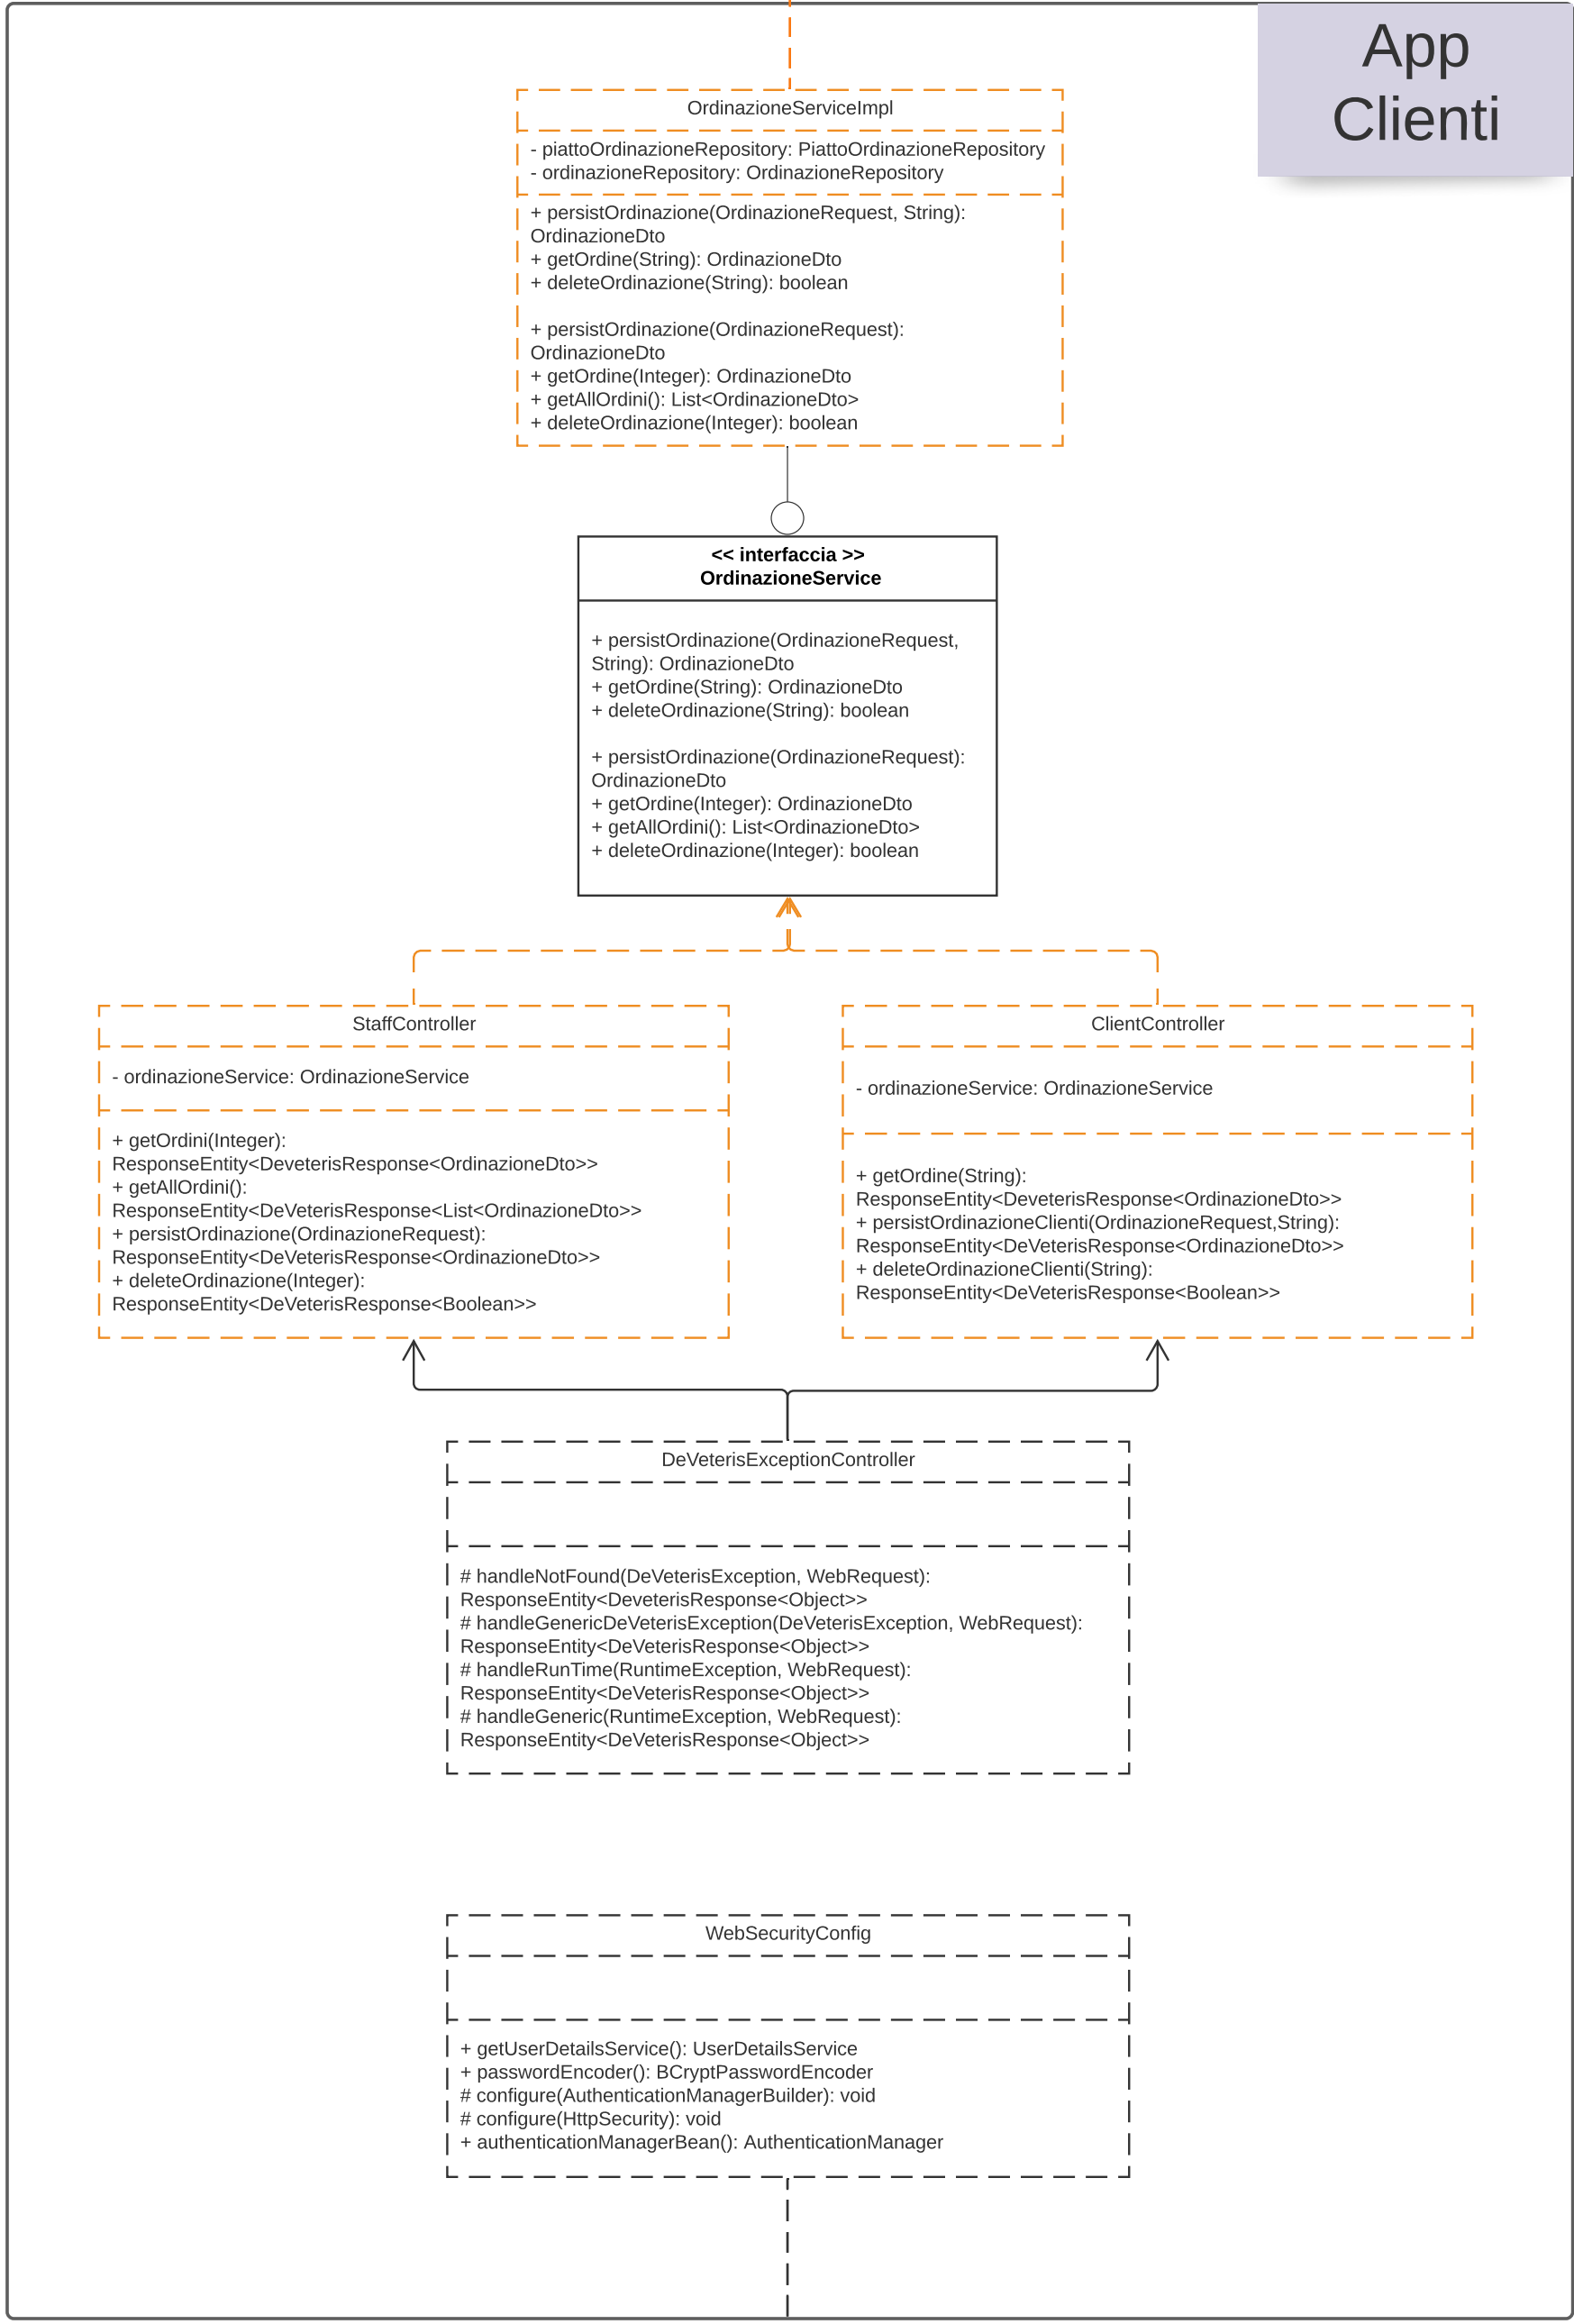 App
Clienti
OrdinazioneServiceImpl
- piattoOrdinazioneRepository: PiattoOrdinazioneRepository
- ordinazioneRepository: OrdinazioneRepository
+ persistOrdinazione(OrdinazioneRequest, String):
OrdinazioneDto
+ getOrdine(String): OrdinazioneDto
+ deleteOrdinazione(String): boolean
+ persistOrdinazione(OrdinazioneRequest):
OrdinazioneDto
+ getOrdine(Integer): OrdinazioneDto
+ getAllOrdini(): List<OrdinazioneDto>
+ deleteOrdinazione(Integer): boolean
<< interfaccia >>
OrdinazioneService
+ persistOrdinazione(OrdinazioneRequest,
String): OrdinazioneDto
+ getOrdine(String): OrdinazioneDto
+ deleteOrdinazione(String): boolean
+ persistOrdinazione(OrdinazioneRequest):
OrdinazioneDto
+ getOrdine(Integer): OrdinazioneDto
+ getAllOrdini(): List<OrdinazioneDto>
+ deleteOrdinazione(Integer): boolean
StaffController
- ordinazioneService: OrdinazioneService
+ getOrdini(Integer):
ResponseEntity<DeveterisResponse<OrdinazioneDto>>
+ getAllOrdini():
ResponseEntity<DeVeterisResponse<List<OrdinazioneDto>>
+ persistOrdinazione(OrdinazioneRequest):
ResponseEntity<DeVeterisResponse<OrdinazioneDto>>
+ deleteOrdinazione(Integer):
ResponseEntity<DeVeterisResponse<Boolean>>
ClientController
- ordinazioneService: OrdinazioneService
+ getOrdine(String):
ResponseEntity<DeveterisResponse<OrdinazioneDto>>
+ persistOrdinazioneClienti(OrdinazioneRequest,String):
ResponseEntity<DeVeterisResponse<OrdinazioneDto>>
+ deleteOrdinazioneClienti(String):
ResponseEntity<DeVeterisResponse<Boolean>>
DeVeterisExceptionController
# handleNotFound(DeVeterisException, WebRequest):
ResponseEntity<DeveterisResponse<Object>>
# handleGenericDeVeterisException(DeVeterisException, WebRequest):
ResponseEntity<DeVeterisResponse<Object>>
# handleRunTime(RuntimeException, WebRequest):
ResponseEntity<DeVeterisResponse<Object>>
# handleGeneric(RuntimeException, WebRequest):
ResponseEntity<DeVeterisResponse<Object>>
WebSecurityConfig
+ getUserDetailsService(): UserDetailsService
+ passwordEncoder(): BCryptPasswordEncoder
# configure(AuthenticationManagerBuilder): void
# configure(HttpSecurity): void
+ authenticationManagerBean(): AuthenticationManager